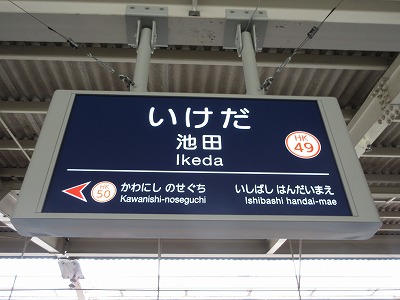 いけだ
池田
Ikeda
HK
49
HK
50
かわにし のせぐち
Kawanishi-noseguchi
いしばし はんだいまえ
Ishibashi handai-mae